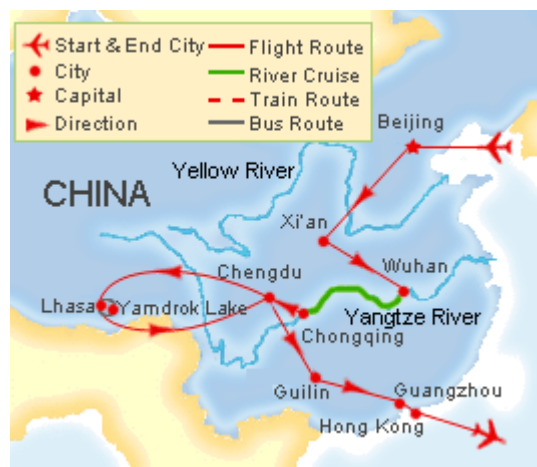 Start & End City
City
Capital
Direction
Flight Route
River Cruise
Train Route
Bus Route
Beijing
Yellow River
CHINA
Xi'an
Wuhan
Chengdu
Lhasa
Yamdrok Lake
Yangtze River
Chongqing
Guilin
Guangzhou
Hong Kong